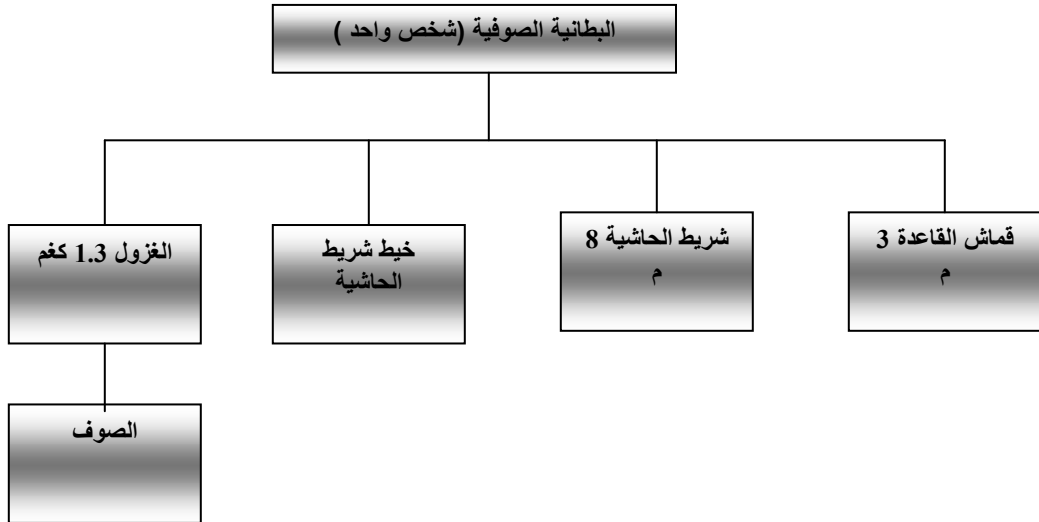 البطانية الصوفية (شخص واحد )
قماش القاعدة 3
م
شريط الحاشية 8
م
خيط شريط
الحاشية
الغزول 1.3 كغم
الصوف